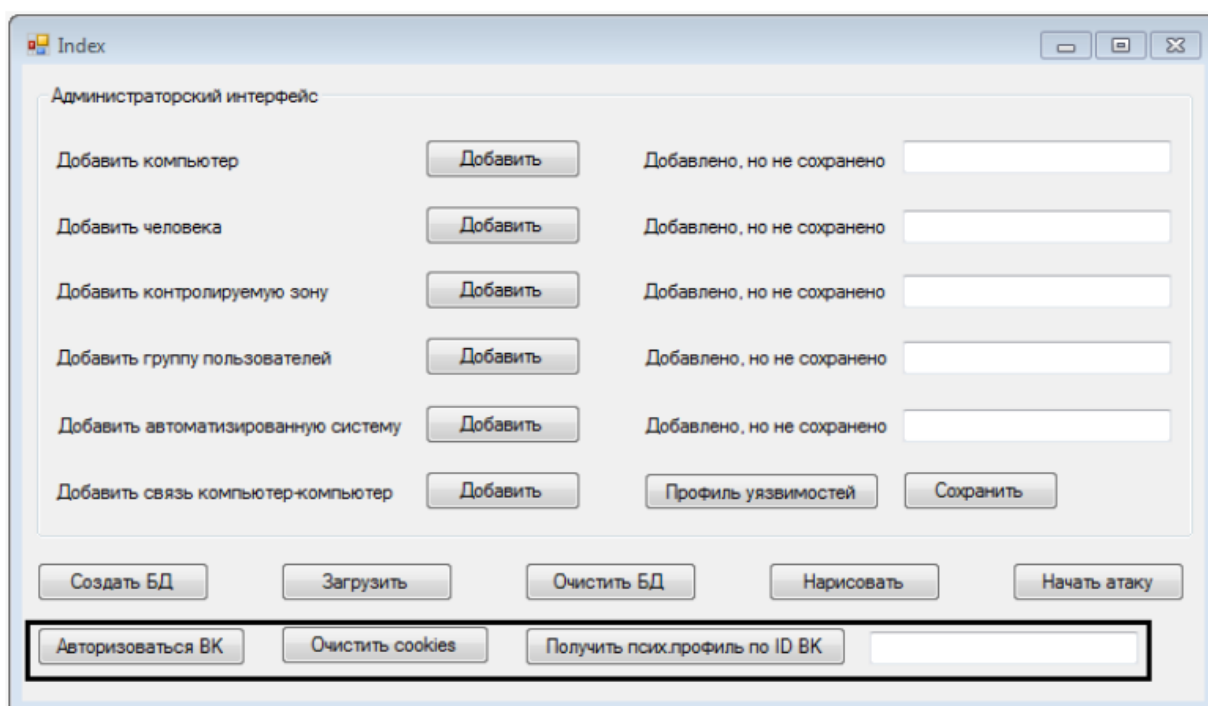 Index
Администраторский интерфейс
Добавить компьютер Добавить Добавлено, но не сохранено
Добавить человека Добавить Добавлено, но не сохранено
Добавить контролируемую зону Добавить Добавлено, но не сохранено
Добавить группу пользователей Добавить Добавлено, но не сохранено
Добавить автоматизированную систему Добавить Добавлено, но не сохранено
Добавить связь компьютер-компьютер Добавить Профиль уязвимостей Сохранить
Создать БД Загрузить Очистить БД Нарисовать Начать атаку
Авторизоваться ВК Очистить cookies Получить псих.профиль по ID ВК